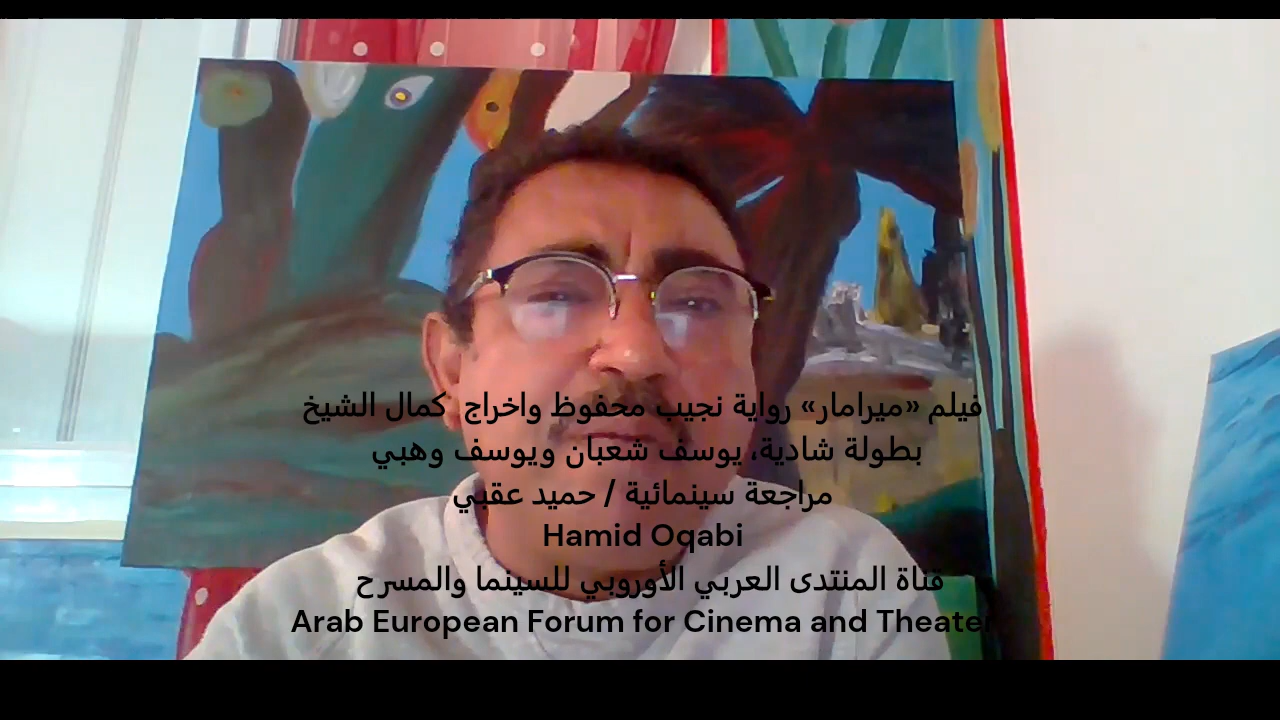 فيلم «ميرامار» رواية نجيب محفوظ واخراج كمال الشيخ
بطولة شادية، يوسف شعبان ويوسف وهبي
مراجعة سينمائية / حميد عقبي
Hamid Oqabi
قناة المنتدى العربي الأوروبي للسينما والمسرح
Arab European Forum for Cinema and Theater